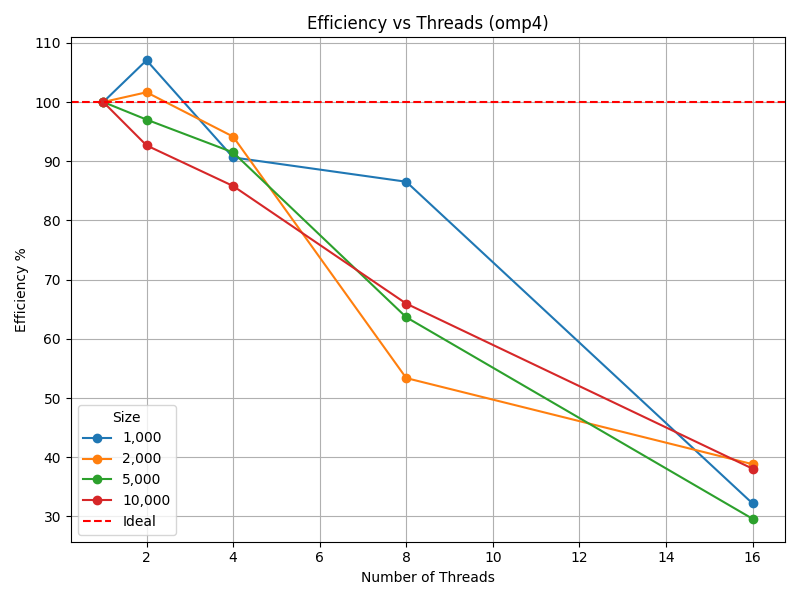 Efficiency vs Threads (omp4)
Efficiency %
110
100
90
80
70
60
50
40
30
Size
1,000
2,000
5,000
10,000
Ideal
2 4 6 8 10 12 14 16
Number of Threads